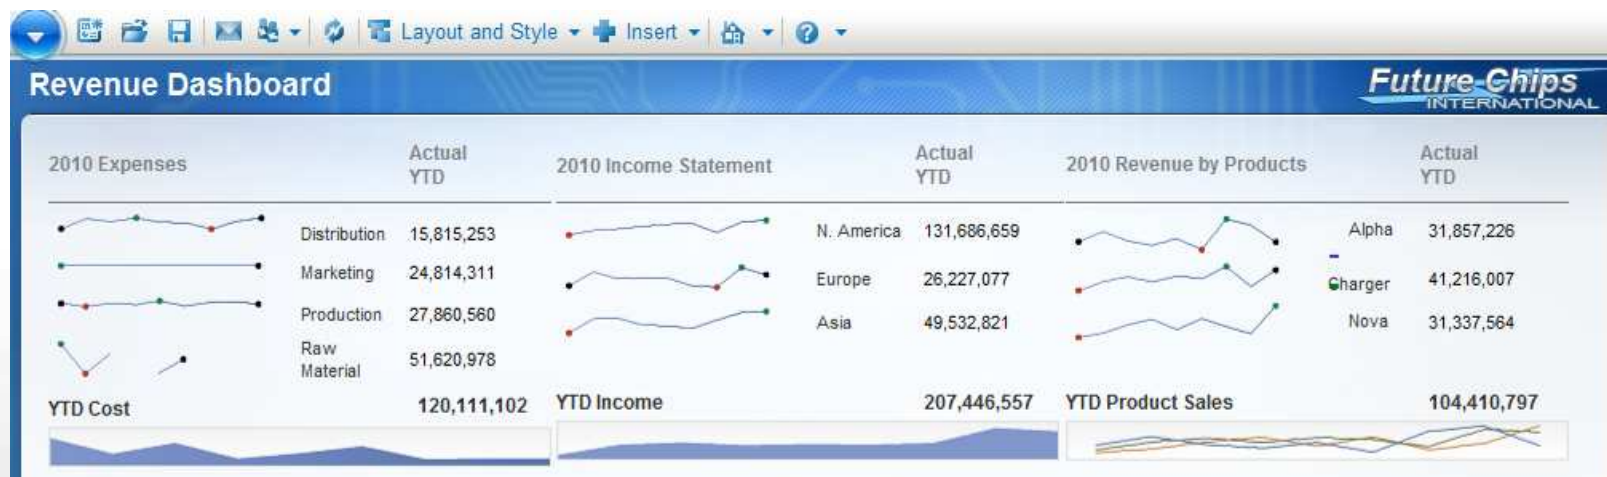 Layout and Style
Insert
Revenue Dashboard
Future Chips
INTERNATIONAL
2010 Expenses
Actual
YTD
Distribution 15,815,253
Marketing 24,814,311
Production 27,860,560
Raw
Material 51,620,978
YTD Cost 120,111,102
2010 Income Statement
Actual
YTD
N. America 131,686,659
Europe 26,227,077
Asia 49,532,821
YTD Income 207,446,557
2010 Revenue by Products
Actual
YTD
Alpha 31,857,226
Charger 41,216,007
Nova 31,337,564
YTD Product Sales 104,410,797